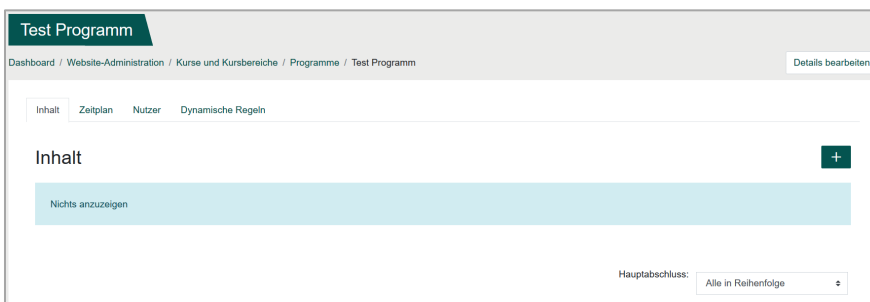 Test Programm
Dashboard / Website-Administration / Kurse und Kursbereiche / Programme / Test Programm
Details bearbeiten
Inhalt Zeitplan Nutzer Dynamische Regeln
Inhalt
+
Nichts anzuzeigen
Hauptabschluss: Alle in Reihenfolge